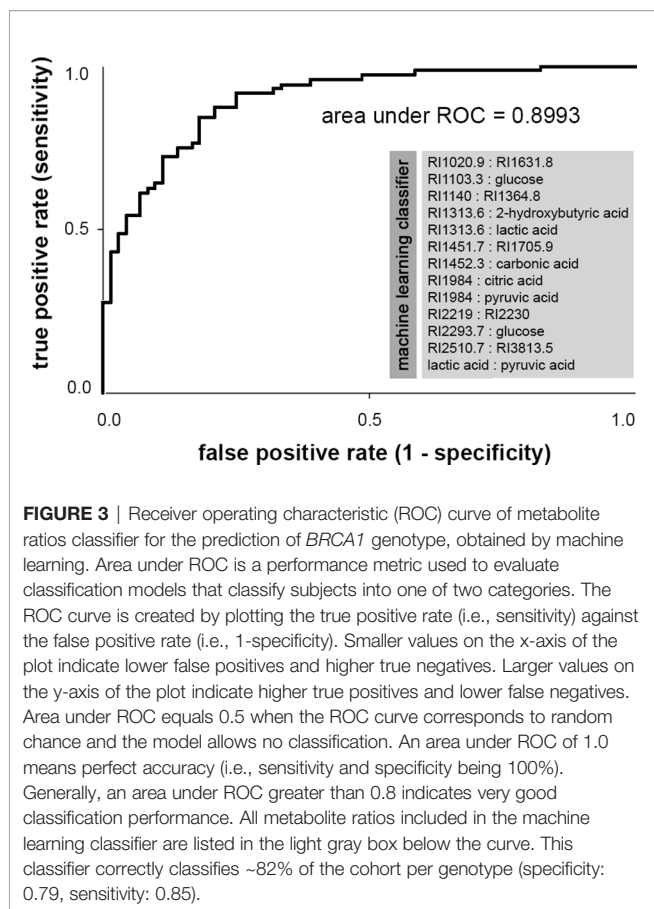 true positive rate (sensitivity)
1.0
0.5
0.0
area under ROC = 0.8993
machine learning classifier
RI1020.9 : RI1631.8
RI1103.3 : glucose
RI1140 : RI1364.8
RI1313.6 : 2-hydroxybutyric acid
RI1313.6 : lactic acid
RI1451.7 : RI1705.9
RI1452.3 : carbonic acid
RI1984 : citric acid
RI1984 : pyruvic acid
RI2219 : RI2230
RI2293.7 : glucose
RI2510.7 : RI3813.5
lactic acid : pyruvic acid
0.0 0.5 1.0
false positive rate (1 - specificity)
FIGURE 3 | Receiver operating characteristic (ROC) curve of metabolite
ratios classifier for the prediction of BRCA1 genotype, obtained by machine
learning. Area under ROC is a performance metric used to evaluate
classification models that classify subjects into one of two categories. The
ROC curve is created by plotting the true positive rate (i.e., sensitivity) against
the false positive rate (i.e., 1-specificity). Smaller values on the x-axis of the
plot indicate lower false positives and higher true negatives. Larger values on
the y-axis of the plot indicate higher true positives and lower false negatives.
Area under ROC equals 0.5 when the ROC curve corresponds to random
chance and the model allows no classification. An area under ROC of 1.0
means perfect accuracy (i.e., sensitivity and specificity being 100%).
Generally, an area under ROC greater than 0.8 indicates very good
classification performance. All metabolite ratios included in the machine
learning classifier are listed in the light gray box below the curve. This
classifier correctly classifies ~82% of the cohort per genotype (specificity:
0.79, sensitivity: 0.85).